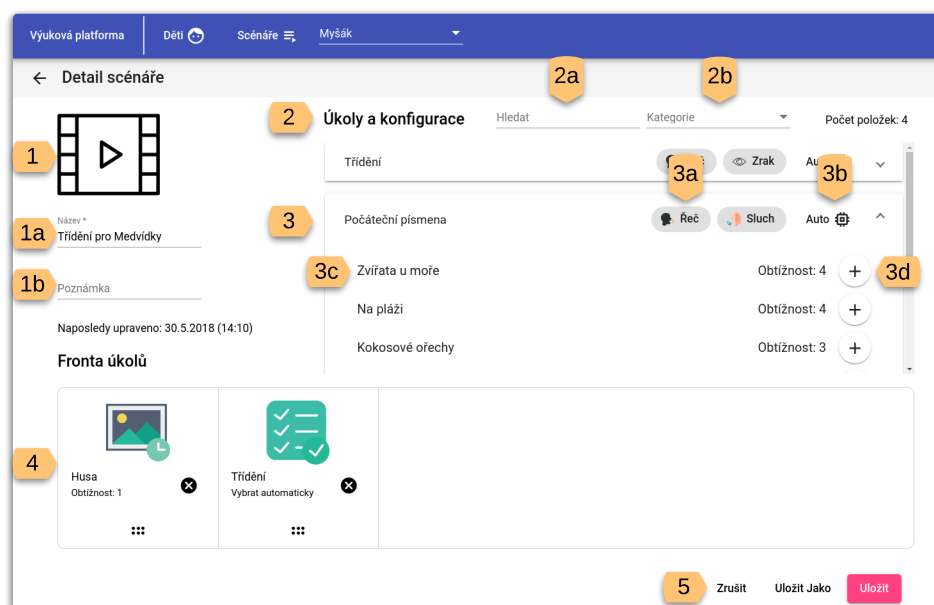 Výuková platforma Děti Scénáře Myšák
Detail scénáře
2a
2b
2 Úkoly a konfigurace Hledat Kategorie Počet položek: 4
1
Třídění Zrak
3a
3b
1a Název *
Třídění pro Medvídky
3 Počáteční písmena Řeč Sluch Auto
1b Poznámka
3c Zvířata u moře Obtížnost: 4 3d
Na pláži Obtížnost: 4
Naposledy upraveno: 30.5.2018 (14:10)
Kokosové ořechy Obtížnost: 3
Fronta úkolů
4
Husa
Obtížnost: 1
Třídění
Vybrat automaticky
5 Zrušit Uložit Jako Uložit